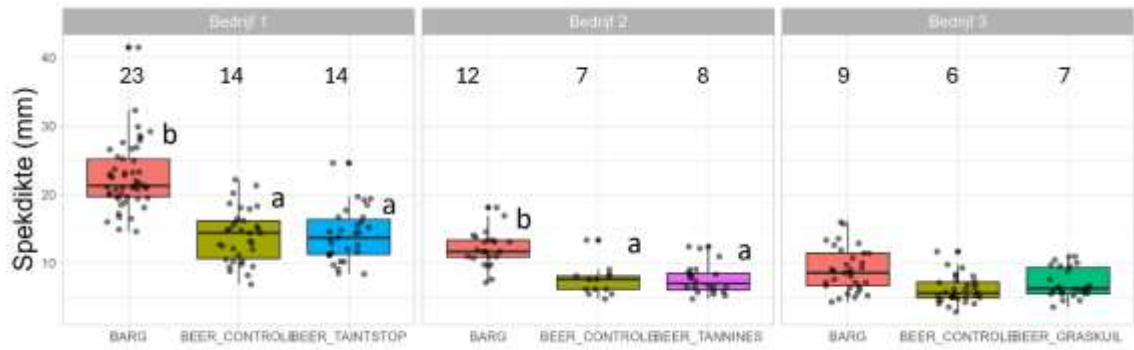 Bedrijf 1 Bedrijf 2 Bedrijf 3
Spekdikte (mm)
40
30
20
10
23 14 14 12 7 8 9 6 7
b a a b a a
BARG BEER_CONTROLE BEER_TAINTSTOP BARG BEER_CONTROLE BEER_TANNINES BARG BEER_CONTROLE BEER_GRASKUIL